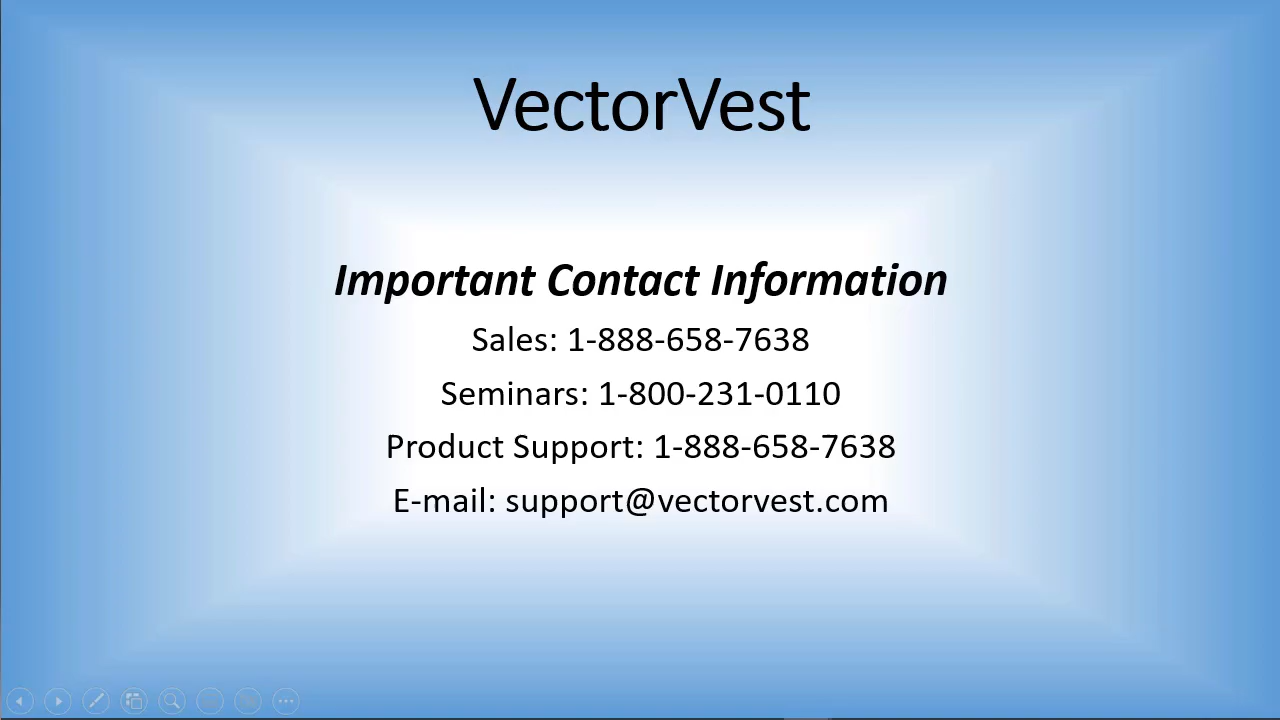 VectorVest
Important Contact Information
Sales: 1-888-658-7638
Seminars: 1-800-231-0110
Product Support: 1-888-658-7638
E-mail: support@vectorvest.com